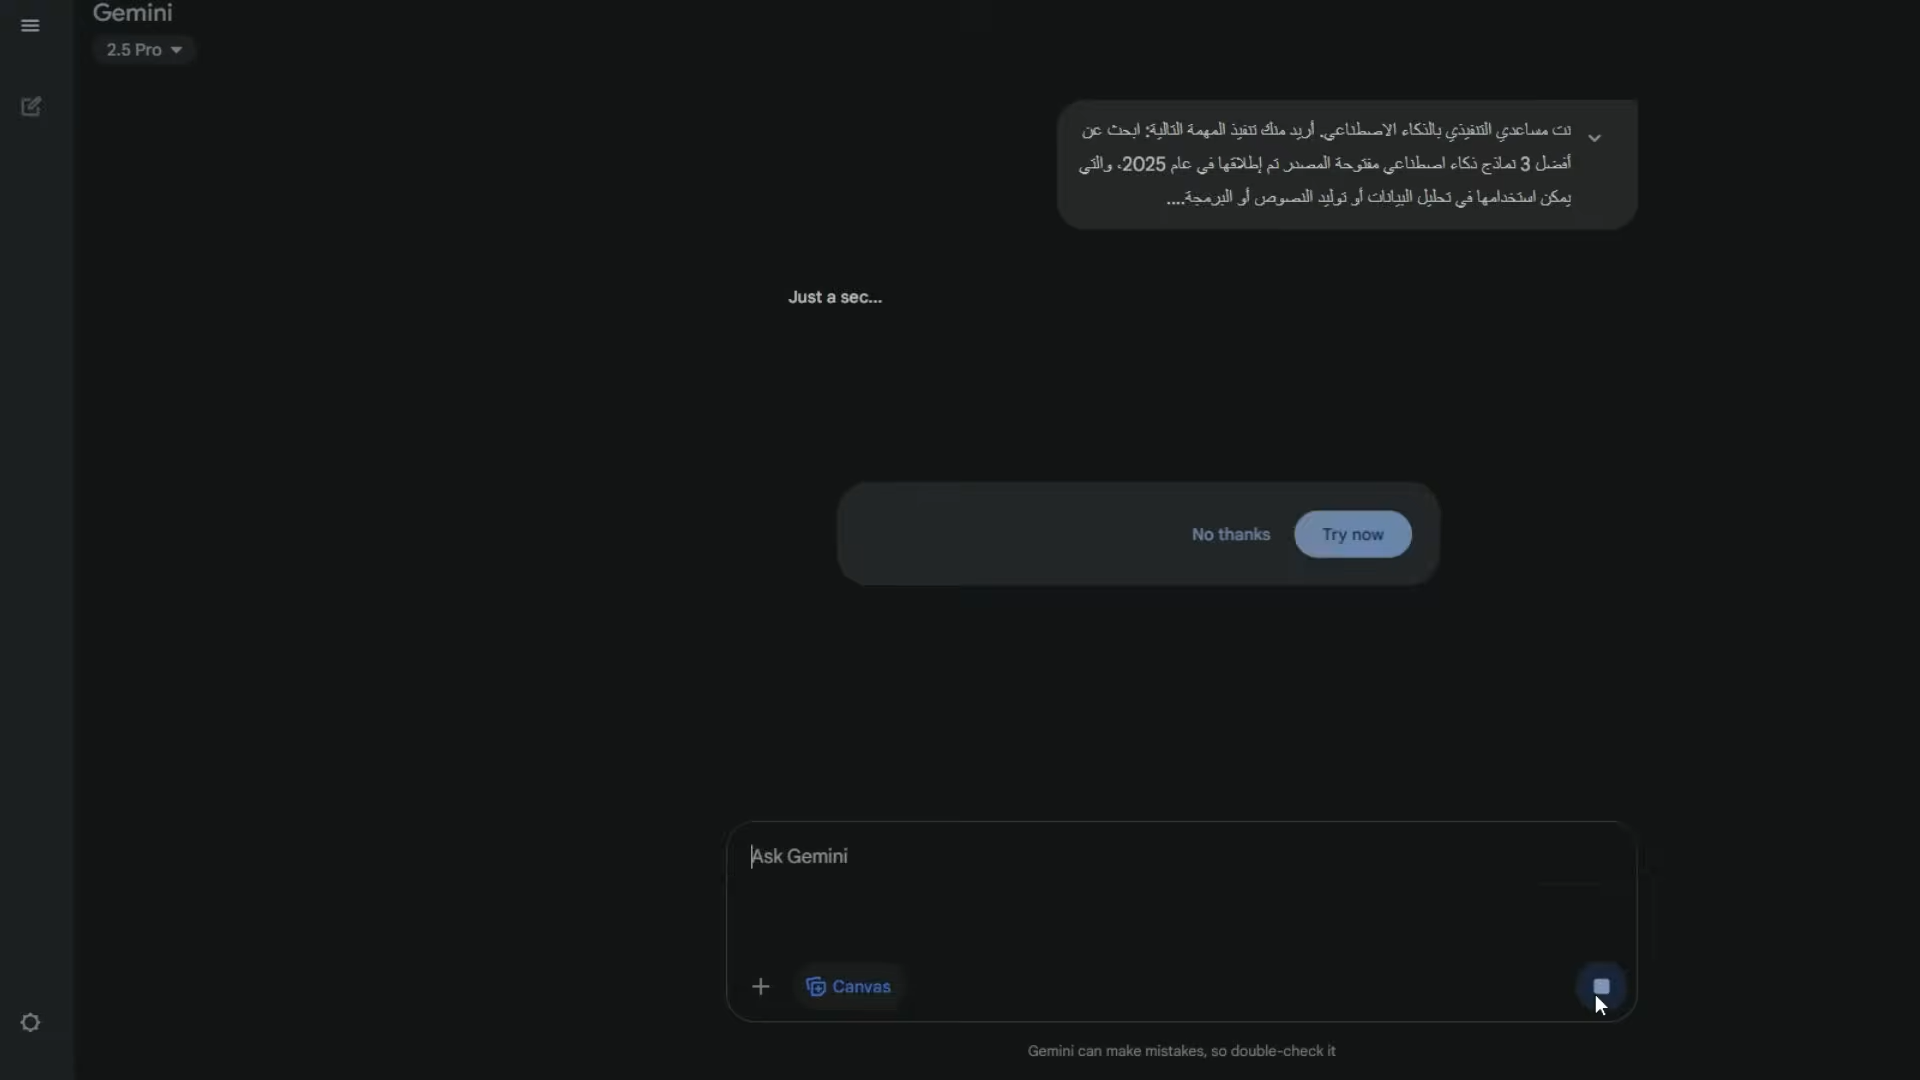 Gemini
2.5 Pro
نت مساعدي التنفيذي بالذكاء الاصطناعي. أريد منك تنفيذ المهمة التالية: ابحث عن
أفضل 3 نماذج ذكاء اصطناعي مفتوحة المصدر تم إطلاقها في عام 2025، والتي
يمكن استخدامها في تحليل البيانات أو توليد النصوص أو البرمجة....
Just a sec...
No thanks
Try now
Ask Gemini
Canvas
Gemini can make mistakes, so double-check it